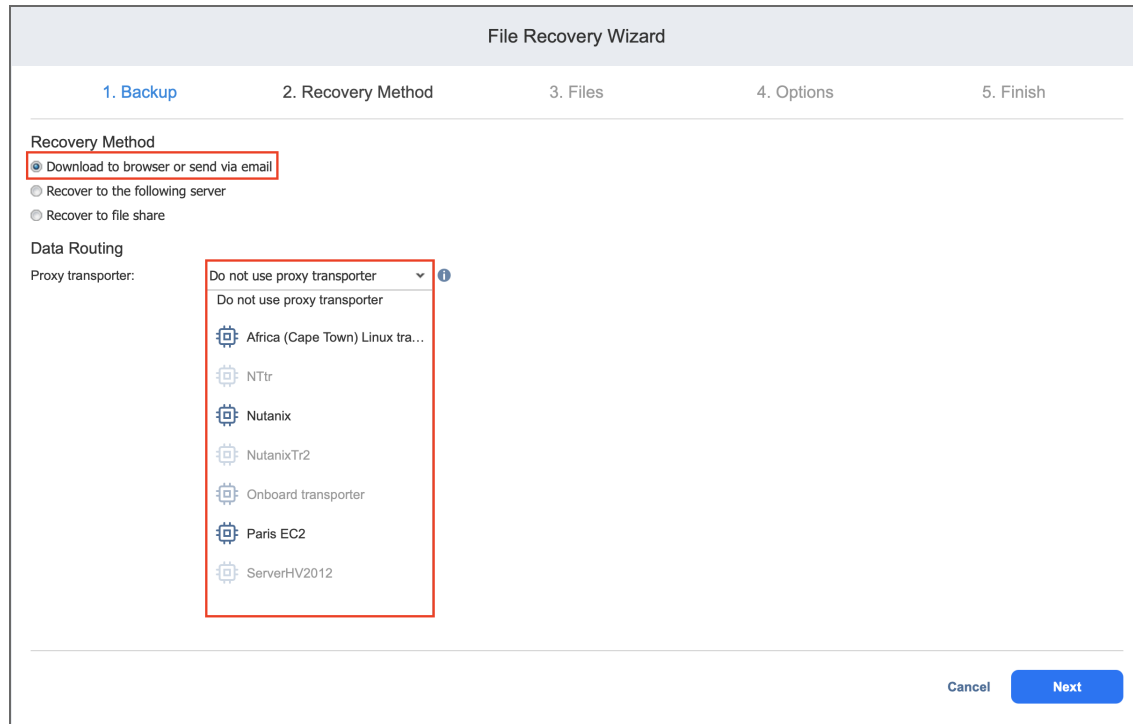 File Recovery Wizard
1. Backup 2. Recovery Method 3. Files 4. Options 5. Finish
Recovery Method
Download to browser or send via email
Recover to the following server
Recover to file share
Data Routing
Proxy transporter: Do not use proxy transporter
Do not use proxy transporter
Africa (Cape Town) Linux tra...
NTtr
Nutanix
NutanixTr2
Onboard transporter
Paris EC2
ServerHV2012
Cancel Next